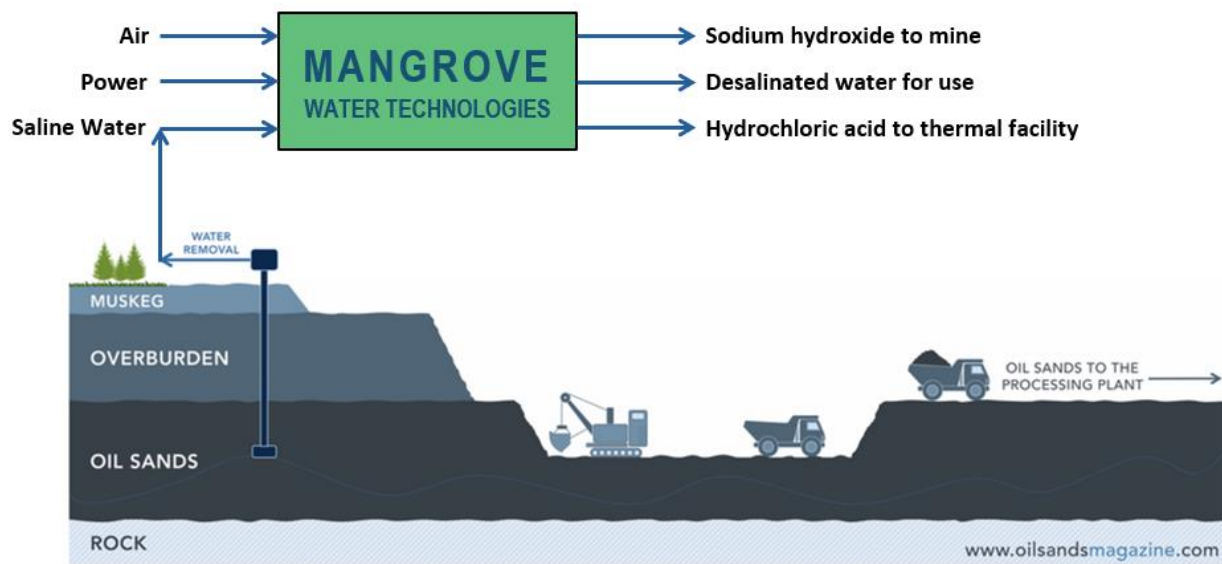 Air
Power
Saline Water
MANGROVE
WATER TECHNOLOGIES
Sodium hydroxide to mine
Desalinated water for use
Hydrochloric acid to thermal facility
WATER
REMOVAL
MUSKEG
OVERBURDEN
OIL SANDS
ROCK
OIL SANDS TO THE
PROCESSING PLANT
www.oilsandsmagazine.com